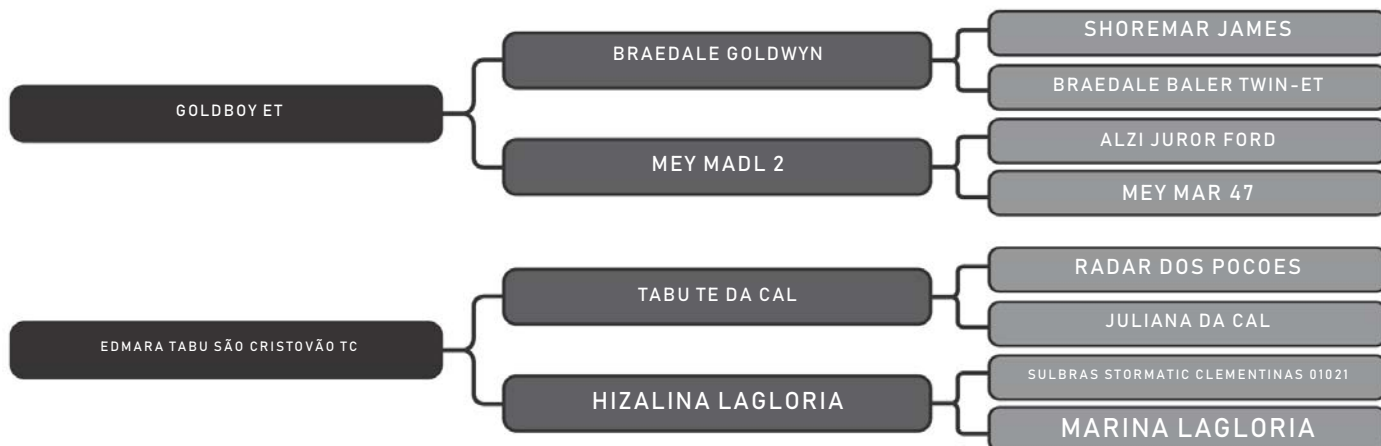 GOLDBOY ET
BRAEDALE GOLDWYN
SHOREMAR JAMES
BRAEDALE BALER TWIN-ET
MEY MADL 2
ALZI JUROR FORD
MEY MAR 47
EDMARA TABU SÃO CRISTOVÃO TC
TABU TE DA CAL
RADAR DOS POCOES
JULIANA DA CAL
HIZALINA LAGLORIA
SULBRAS STORMATIC CLEMENTINAS 01021
MARINA LAGLORIA